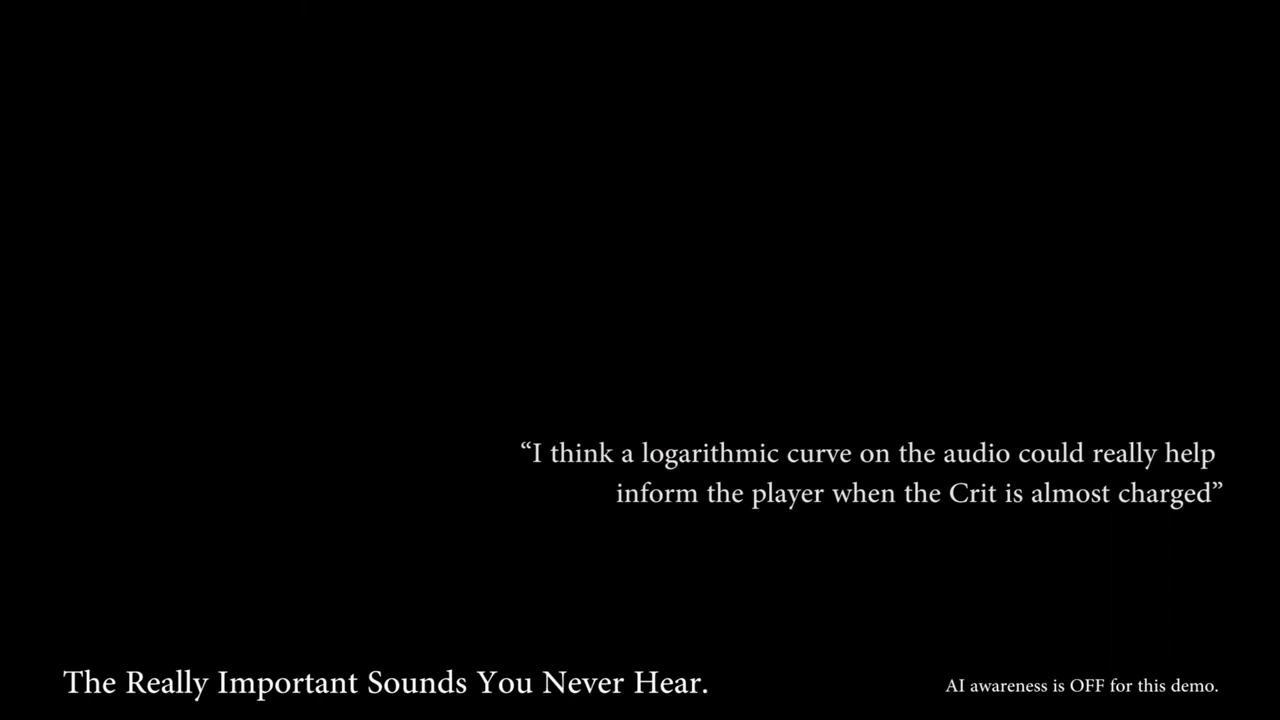 “I think a logarithmic curve on the audio could really help
inform the player when the Crit is almost charged”
The Really Important Sounds You Never Hear.
AI awareness is OFF for this demo.